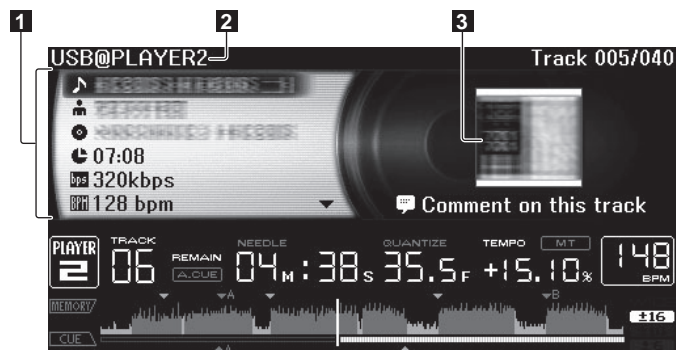 1 2 3
USB@PLAYER2 Track 005/040
07:08
bps 320kbps
BPM 128 bpm
Comment on this track
PLAYER 2
TRACK 06
REMAIN
A.CUE
NEEDLE
04M:38S 35.5F
QUANTIZE
TEMPO MT
+15.10%
148 BPM
MEMORY
A B
±16
CUE
A